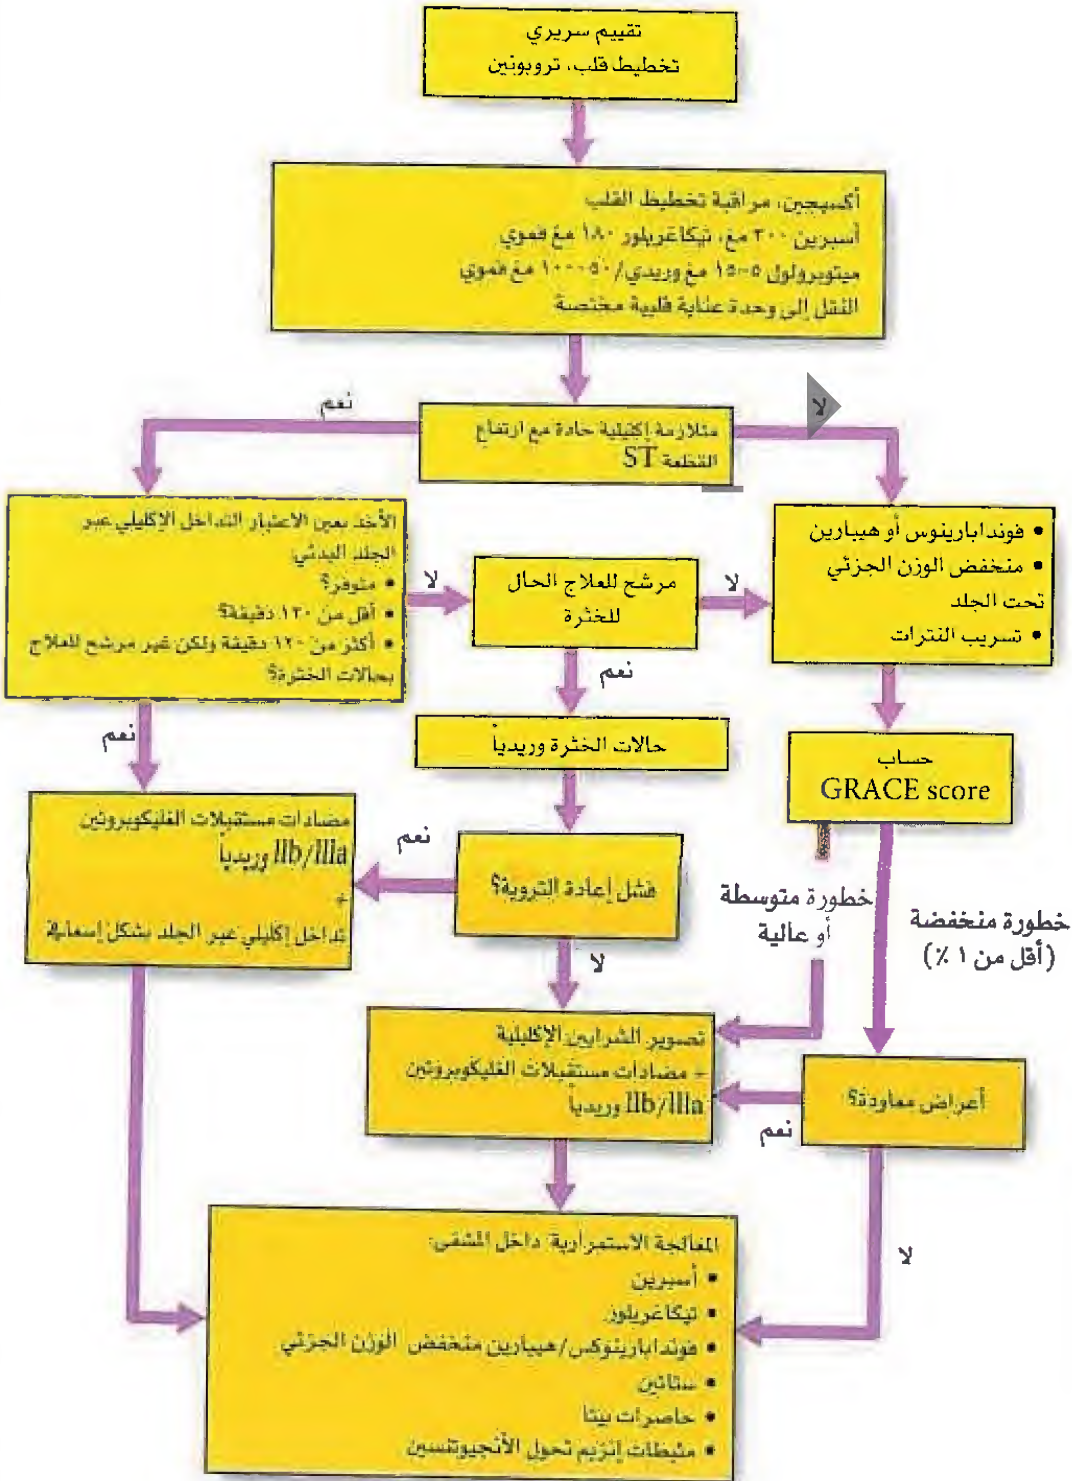 تقييم سريري
تخطيط قلب، تروبونين
أكسيجين، مراقبة تخطيط القلب
أسبرين ٣٠٠ مغ، تيكاغريلور ١٨٠ مغ فموي
ميتوبرولول ٥-١٥ مغ وريدي/ ٥٠-١٠٠ مغ فموي
النقل إلى وحدة عناية قلبية مختصة
نعم
لا
متلازمة إكليلية حادة مع ارتفاع
القطعة ST
الأخذ بعين الاعتبار التداخل الإكليلي عبر
الجلد البدئي:
• متوفر؟
• أقل من ١٢٠ دقيقة؟
• أكثر من ١٢٠ دقيقة ولكن غير مرشح للعلاج
بحالات الخثرة؟
لا
مرشح للعلاج الحال
للخثرة
لا
• فوندابارينوس أو هيبارين
• منخفض الوزن الجزئي
تحت الجلد
• تسريب النترات
نعم
نعم
حالات الخثرة وريدياً
حساب
GRACE score
مضادات مستقبلات الغليكوبروتين
IIb/IIIa وريدياً
+
تداخل إكليلي عبر الجلد بشكل إسعافي
نعم
فشل إعادة التروية؟
لا
خطورة متوسطة
أو عالية
خطورة منخفضة
(أقل من ١ ٪)
تصوير الشرايين الإكليلية
+ مضادات مستقبلات الغليكوبروتين
IIb/IIIa وريدياً
أعراض معاودة؟
نعم
لا
المعالجة الاستمرارية داخل المشفى:
• أسبرين
• تيكاغريلور
• فوندابارينوكس/هيبارين منخفض الوزن الجزئي
• ستاتين
• حاصرات بيتا
• مثبطات إنزيم تحول الأنجيوتنسين